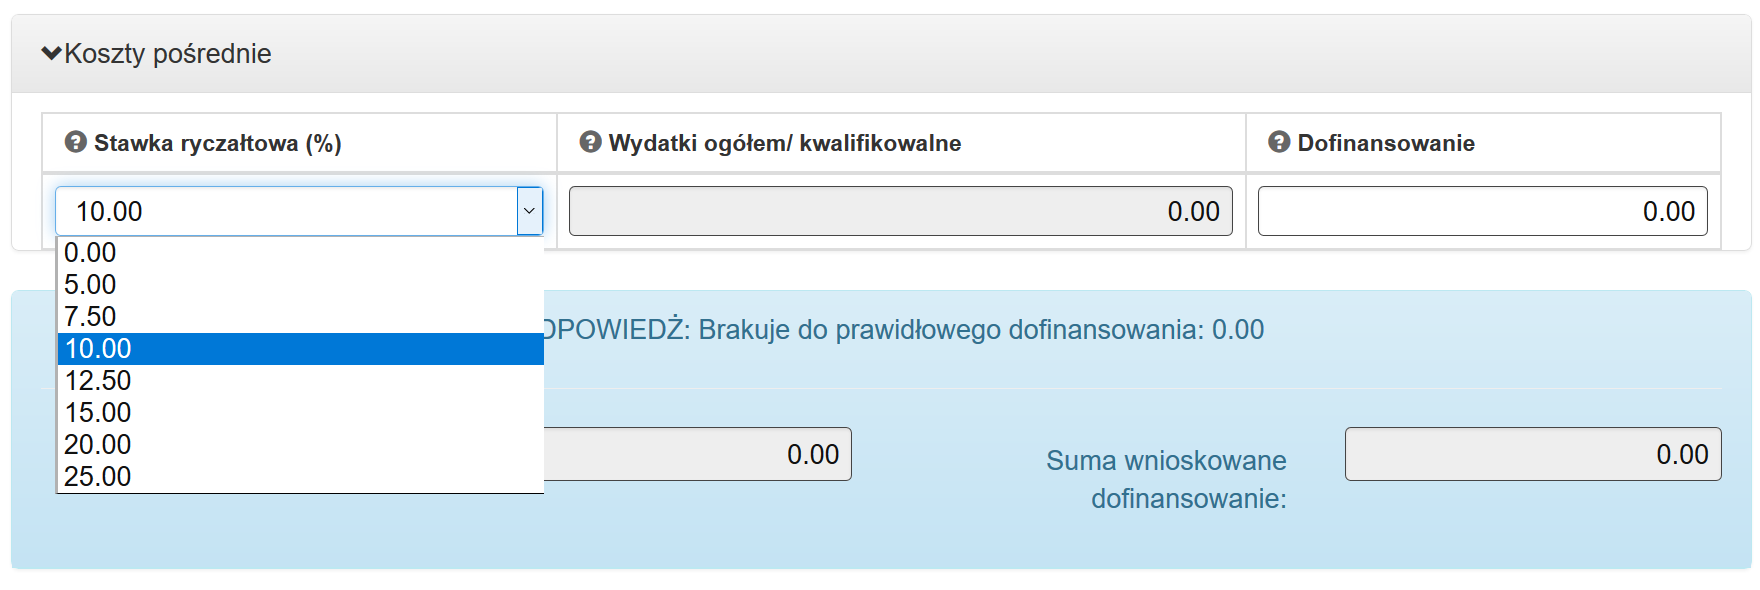 Koszty pośrednie
Stawka ryczałtowa (%)
Wydatki ogółem/ kwalifikowalne
Dofinansowanie
10.00
0.00
0.00
0.00
5.00
7.50
10.00
12.50
15.00
20.00
25.00
DPOWIEDŹ: Brakuje do prawidłowego dofinansowania: 0.00
0.00
Suma wnioskowane
dofinansowanie:
0.00